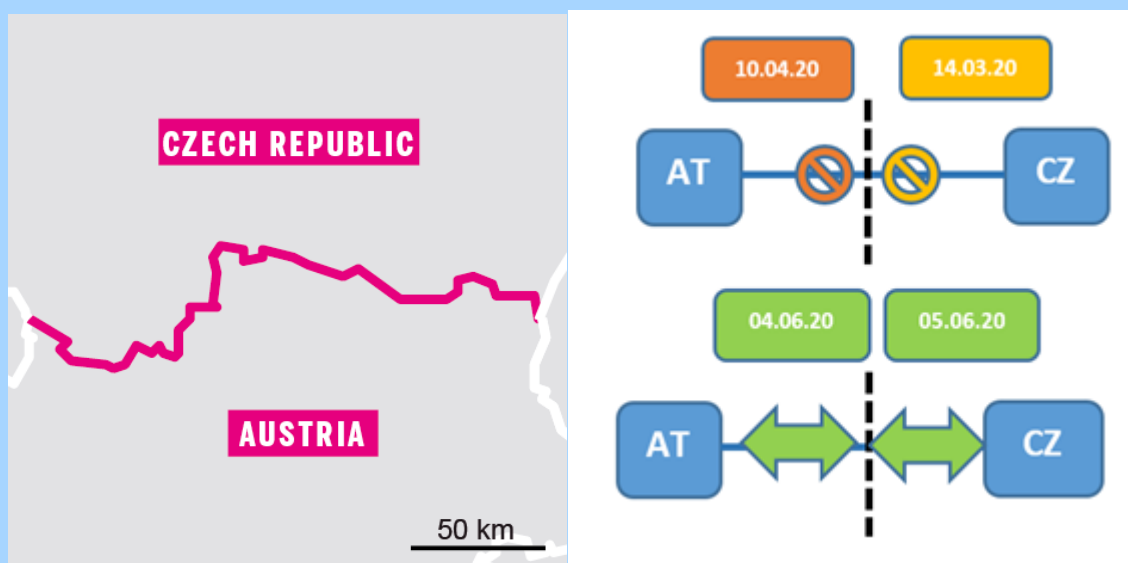 CZECH REPUBLIC
AUSTRIA
50 km
10.04.20
14.03.20
AT
CZ
04.06.20
05.06.20
AT
CZ